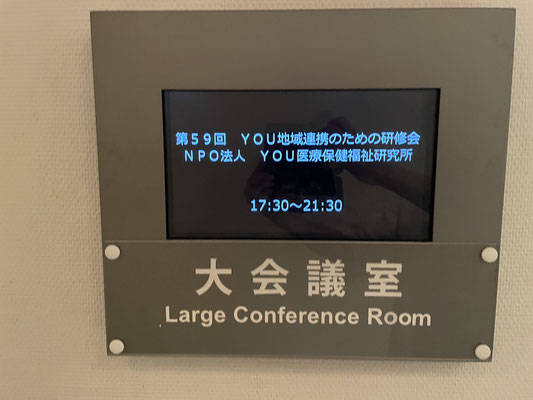 第５９回　ＹＯＵ地域連携のための研修会
ＮＰＯ法人　ＹＯＵ医療保健福祉研究所
17:30～21:30
大会議室
Large Conference Room